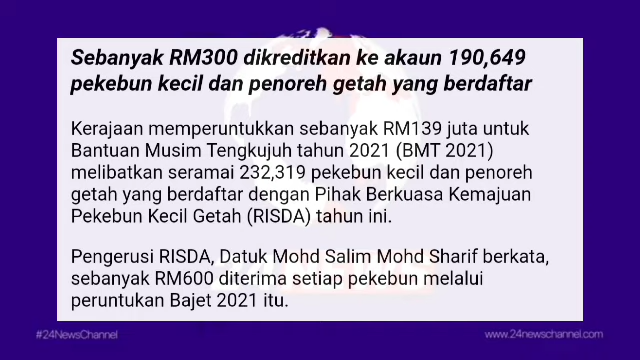 Sebanyak RM300 dikreditkan ke akaun 190,649
pekebun kecil dan penoreh getah yang berdaftar
Kerajaan memperuntukkan sebanyak RM139 juta untuk
Bantuan Musim Tengkujuh tahun 2021 (BMT 2021)
melibatkan seramai 232,319 pekebun kecil dan penoreh
getah yang berdaftar dengan Pihak Berkuasa Kemajuan
Pekebun Kecil Getah (RISDA) tahun ini.
Pengerusi RISDA, Datuk Mohd Salim Mohd Sharif berkata,
sebanyak RM600 diterima setiap pekebun melalui
peruntukan Bajet 2021 itu.
#24NewsChannel
www.24newschannel.com